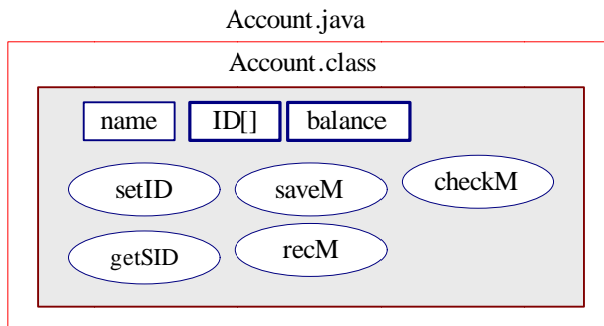 Account.java
Account.class
name ID[] balance
setID saveM checkM
getSID recM